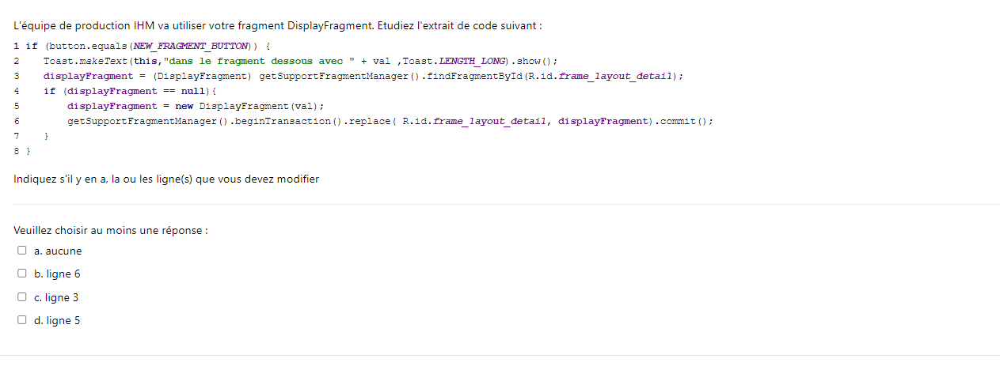 L'équipe de production IHM va utiliser votre fragment DisplayFragment. Etudiez l'extrait de code suivant :
1 if (button.equals(NEW_FRAGMENT_BUTTON)) {
2 Toast.makeText(this,"dans le fragment dessous avec " + val ,Toast.LENGTH_LONG).show();
3 displayFragment = (DisplayFragment) getSupportFragmentManager().findFragmentById(R.id.frame_layout_detail);
4 if (displayFragment == null){
5 displayFragment = new DisplayFragment(val);
6 getSupportFragmentManager().beginTransaction().replace( R.id.frame_layout_detail, displayFragment).commit();
7 }
8 }
Indiquez s'il y en a, la ou les ligne(s) que vous devez modifier
Veuillez choisir au moins une réponse :
a. aucune
b. ligne 6
c. ligne 3
d. ligne 5